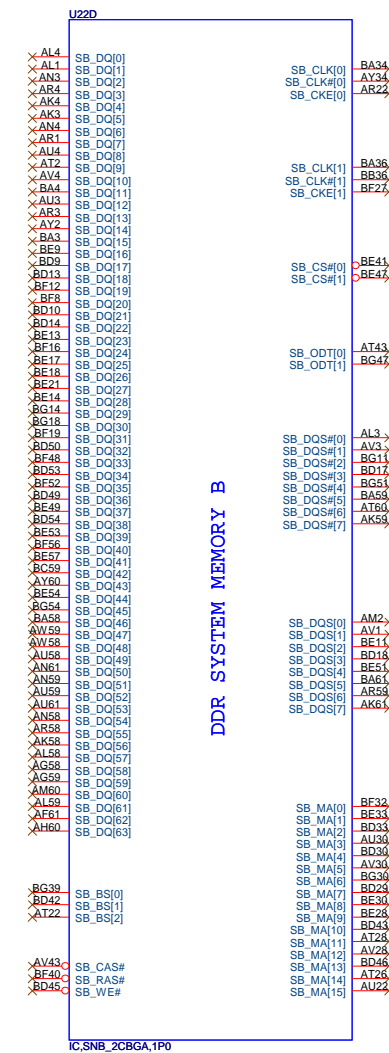 U22D
AL4 SB_DQ[0]
AL1 SB_DQ[1]
AN3 SB_DQ[2]
AR4 SB_DQ[3]
AK4 SB_DQ[4]
AK3 SB_DQ[5]
AN4 SB_DQ[6]
AR1 SB_DQ[7]
AU4 SB_DQ[8]
AT2 SB_DQ[9]
AV4 SB_DQ[10]
BA4 SB_DQ[11]
AU3 SB_DQ[12]
AR3 SB_DQ[13]
AY2 SB_DQ[14]
BA3 SB_DQ[15]
BE9 SB_DQ[16]
BD9 SB_DQ[17]
BD13 SB_DQ[18]
BF12 SB_DQ[19]
BF8 SB_DQ[20]
BD10 SB_DQ[21]
BD14 SB_DQ[22]
BE13 SB_DQ[23]
BF16 SB_DQ[24]
BE17 SB_DQ[25]
BE18 SB_DQ[26]
BE21 SB_DQ[27]
BE14 SB_DQ[28]
BG14 SB_DQ[29]
BG18 SB_DQ[30]
BF19 SB_DQ[31]
BD50 SB_DQ[32]
BF48 SB_DQ[33]
BD53 SB_DQ[34]
BF52 SB_DQ[35]
BD49 SB_DQ[36]
BE49 SB_DQ[37]
BD54 SB_DQ[38]
BE53 SB_DQ[39]
BF56 SB_DQ[40]
BE57 SB_DQ[41]
BC59 SB_DQ[42]
AY60 SB_DQ[43]
BE54 SB_DQ[44]
BG54 SB_DQ[45]
BA58 SB_DQ[46]
AW59 SB_DQ[47]
AW58 SB_DQ[48]
AU58 SB_DQ[49]
AN61 SB_DQ[50]
AN59 SB_DQ[51]
AU59 SB_DQ[52]
AU61 SB_DQ[53]
AN58 SB_DQ[54]
AR58 SB_DQ[55]
AK58 SB_DQ[56]
AL58 SB_DQ[57]
AG58 SB_DQ[58]
AG59 SB_DQ[59]
AM60 SB_DQ[60]
AL59 SB_DQ[61]
AF61 SB_DQ[62]
AH60 SB_DQ[63]
BG39 SB_BS[0]
BD42 SB_BS[1]
AT22 SB_BS[2]
AV43 SB_CAS#
BF40 SB_RAS#
BD45 SB_WE#
DDR SYSTEM MEMORY B
SB_CLK[0] BA34
SB_CLK#[0] AY34
SB_CKE[0] AR22
SB_CLK[1] BA36
SB_CLK#[1] BB36
SB_CKE[1] BF27
SB_CS#[0] BE41
SB_CS#[1] BE47
SB_ODT[0] AT43
SB_ODT[1] BG47
SB_DQS#[0] AL3
SB_DQS#[1] AV3
SB_DQS#[2] BG11
SB_DQS#[3] BD17
SB_DQS#[4] BG51
SB_DQS#[5] BA59
SB_DQS#[6] AT60
SB_DQS#[7] AK59
SB_DQS[0] AM2
SB_DQS[1] AV1
SB_DQS[2] BE11
SB_DQS[3] BD18
SB_DQS[4] BE51
SB_DQS[5] BA61
SB_DQS[6] AR59
SB_DQS[7] AK61
SB_MA[0] BF32
SB_MA[1] BE33
SB_MA[2] BD33
SB_MA[3] AU30
SB_MA[4] BD30
SB_MA[5] AV30
SB_MA[6] BG30
SB_MA[7] BD29
SB_MA[8] BE30
SB_MA[9] BE28
SB_MA[10] BD43
SB_MA[11] AT28
SB_MA[12] AV28
SB_MA[13] BD46
SB_MA[14] AT26
SB_MA[15] AU22
IC,SNB_2CBGA,1P0